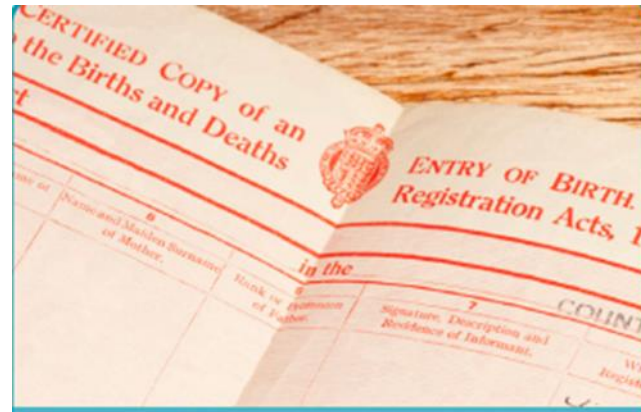 CERTIFIED COPY of an
the Births and Deaths
ENTRY OF BIRTH.
Registration Acts, 1
in the
6
Name and Maiden Surname
of Mother.
Rank or Profession
of Father.
7
Signature, Description and
Residence of Informant.
COUNT